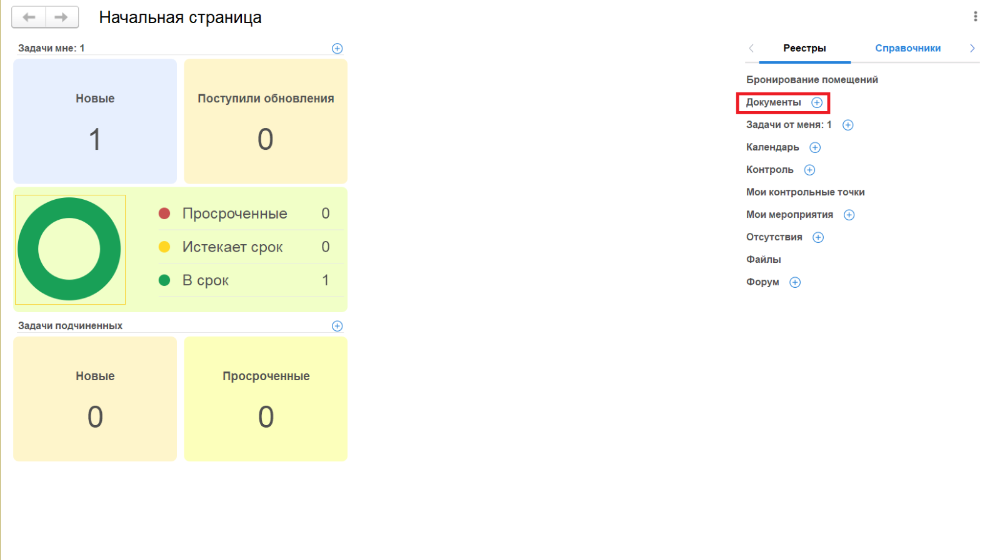 Начальная страница
Задачи мне: 1
Новые
1
Поступили обновления
0
Просроченные 0
Истекает срок 0
В срок 1
Задачи подчиненных
Новые
0
Просроченные
0
Реестры Справочники
Бронирование помещений
Документы
Задачи от меня: 1
Календарь
Контроль
Мои контрольные точки
Мои мероприятия
Отсутствия
Файлы
Форум